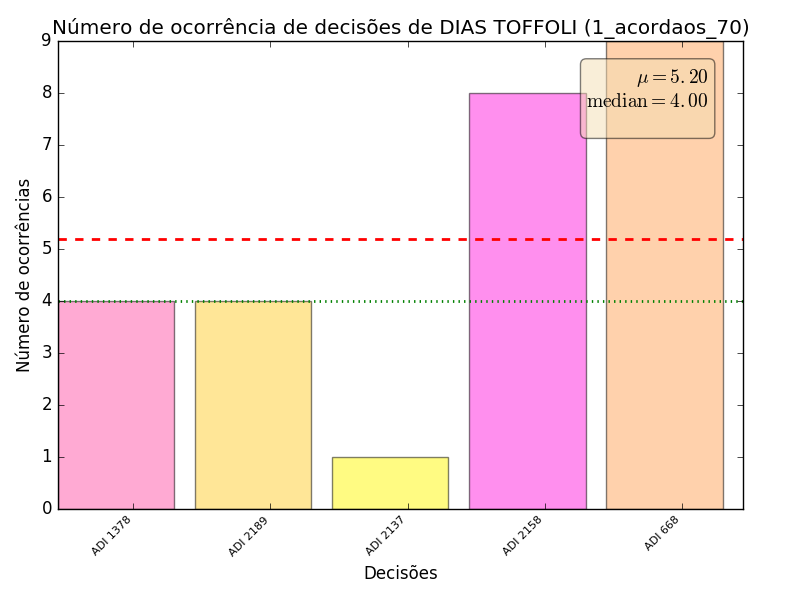 Número de ocorrência de decisões de DIAS TOFFOLI (1_acordaos_70)
9
8
7
6
5
4
3
2
1
0
Número de ocorrências
μ = 5.20
median = 4.00
ADI 1378
ADI 2189
ADI 2137
ADI 2158
ADI 668
Decisões